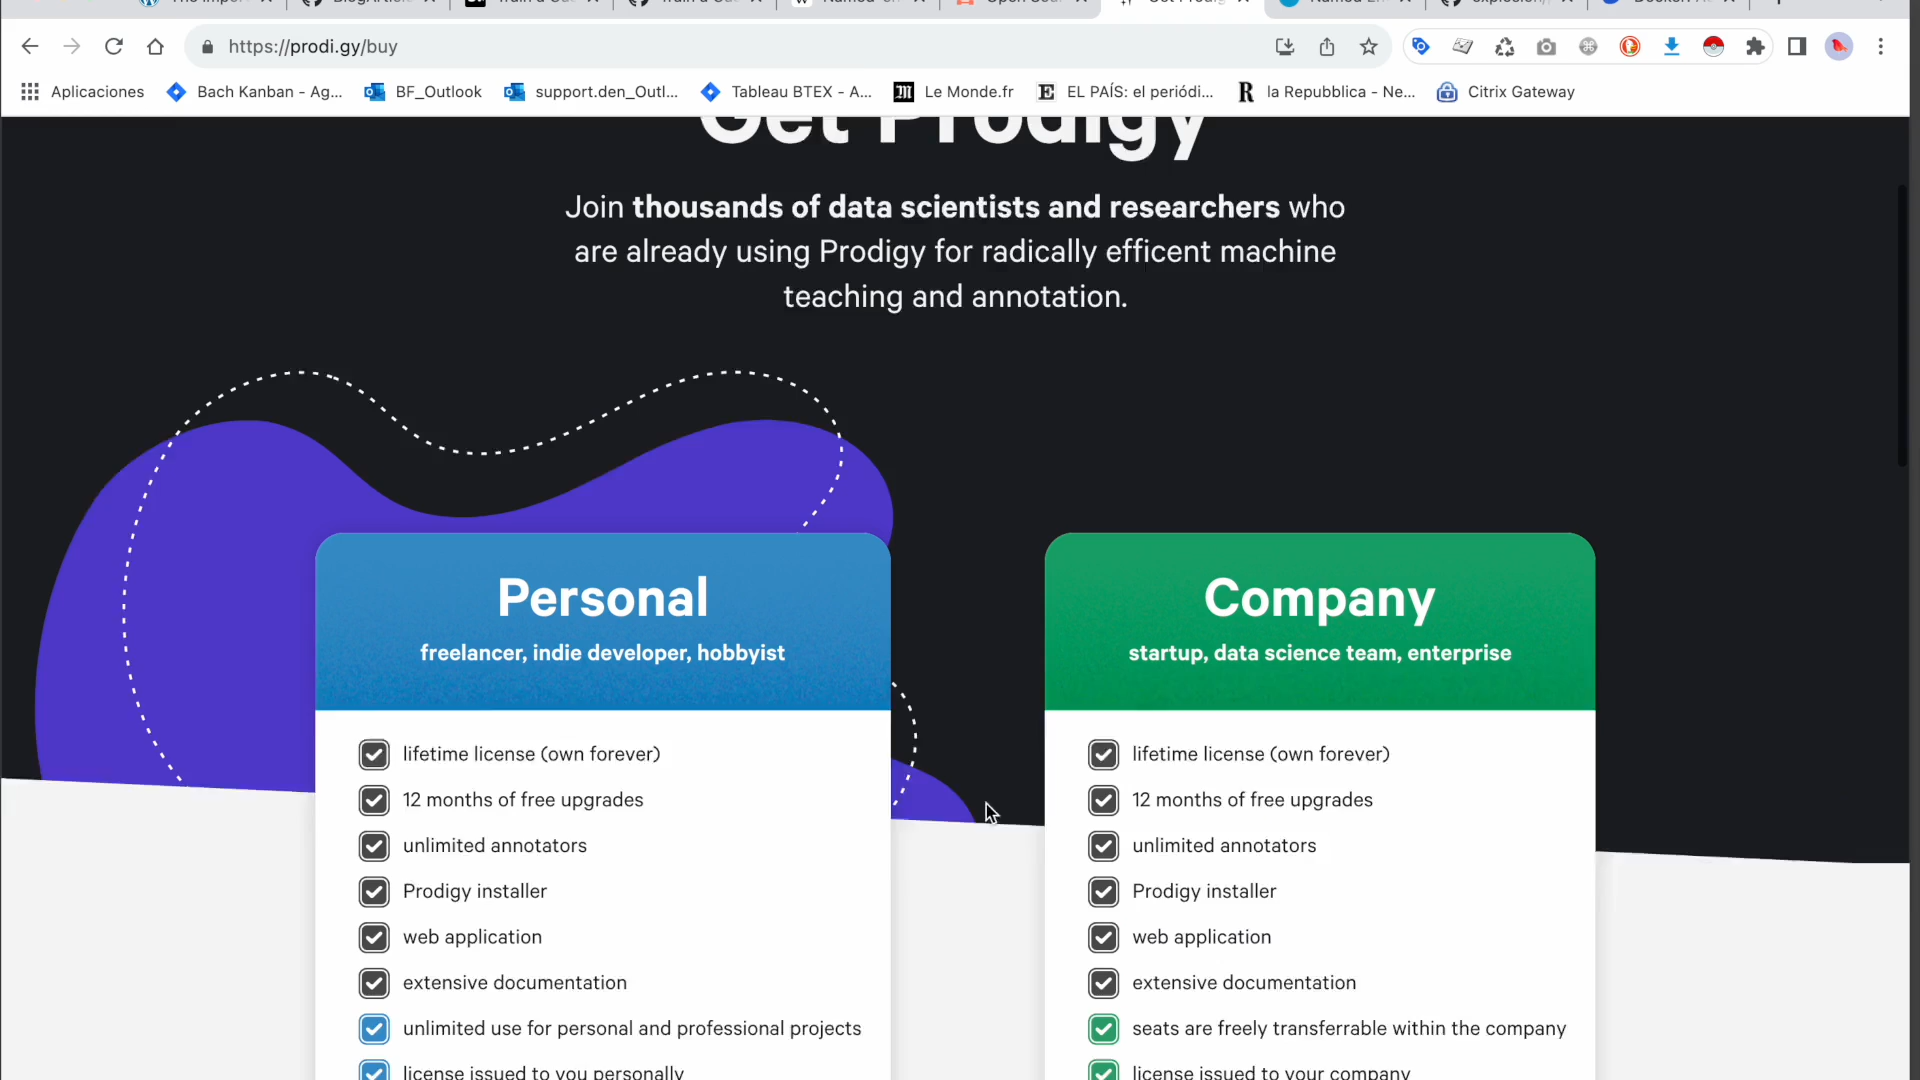 https://prodi.gy/buy
Aplicaciones
Bach Kanban - Ag...
BF_Outlook
support.den_Outl...
Tableau BTEX - A...
Le Monde.fr
EL PAÍS: el periódi...
la Repubblica - Ne...
Citrix Gateway
Get Prodigy
Join thousands of data scientists and researchers who
are already using Prodigy for radically efficent machine
teaching and annotation.
Personal
freelancer, indie developer, hobbyist
lifetime license (own forever)
12 months of free upgrades
unlimited annotators
Prodigy installer
web application
extensive documentation
unlimited use for personal and professional projects
license issued to you personally
Company
startup, data science team, enterprise
lifetime license (own forever)
12 months of free upgrades
unlimited annotators
Prodigy installer
web application
extensive documentation
seats are freely transferrable within the company
license issued to your company